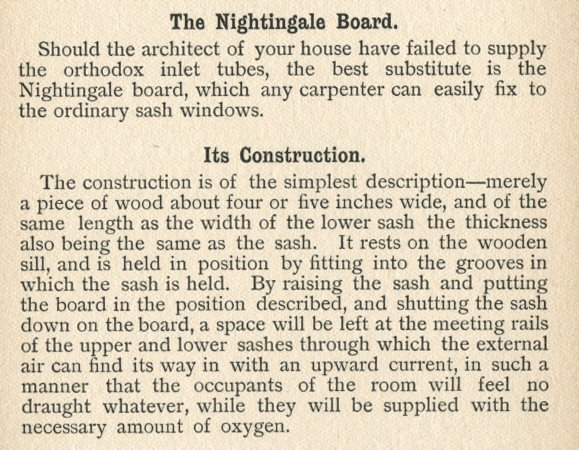 The Nightingale Board.
Should the architect of your house have failed to supply
the orthodox inlet tubes, the best substitute is the
Nightingale board, which any carpenter can easily fix to
the ordinary sash windows.
Its Construction.
The construction is of the simplest description—merely
a piece of wood about four or five inches wide, and of the
same length as the width of the lower sash the thickness
also being the same as the sash. It rests on the wooden
sill, and is held in position by fitting into the grooves in
which the sash is held. By raising the sash and putting
the board in the position described, and shutting the sash
down on the board, a space will be left at the meeting rails
of the upper and lower sashes through which the external
air can find its way in with an upward current, in such a
manner that the occupants of the room will feel no
draught whatever, while they will be supplied with the
necessary amount of oxygen.